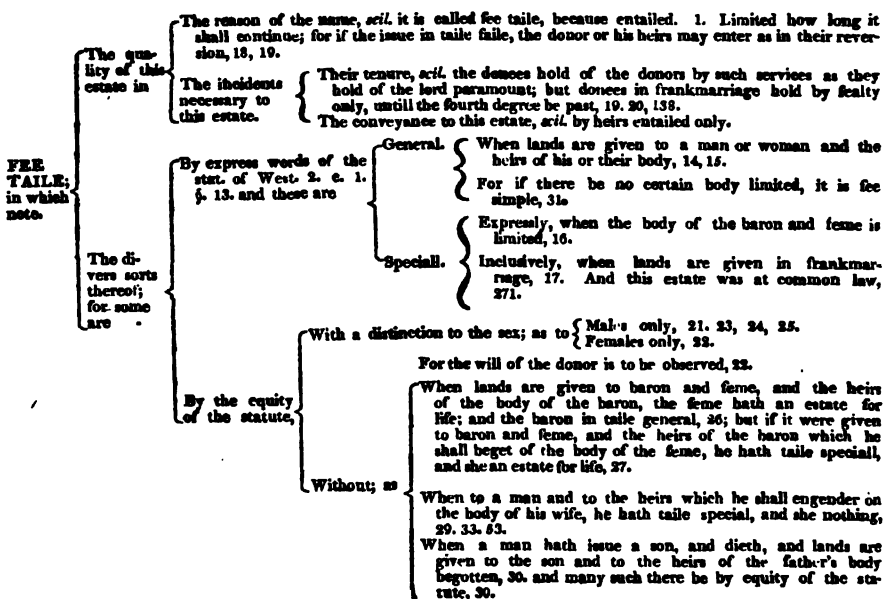 The reason of the name, scil. it is called fee taile, because entailed. 1. Limited how long it
shall continue; for if the issue in taile faile, the donor or his heirs may enter as in their rever-
sion, 18, 19.
The qua-
lity of this
estate in
The incidents
necessary to
this estate.
Their tenure, scil. the donees hold of the donors by such services as they
hold of the lord paramount; but donees in frankmarriage hold by fealty
only, untill the fourth degree be past, 19. 20, 138.
The conveyance to this estate, scil. by heirs entailed only.
FEE
TAILE;
in which
note.
The di-
vers sorts
thereof;
for some
are
By express words of the
stat. of West. 2. c. 1.
§. 13. and these are
General.
When lands are given to a man or woman and the
heirs of his or their body, 14, 15.
For if there be no certain body limited, it is fee
simple, 31.
Speciall.
Expressly, when the body of the baron and feme is
limited, 16.
Inclusively, when lands are given in frankmar-
riage, 17. And this estate was at common law,
271.
By the equity
of the statute,
With a distinction to the sex; as to
Males only, 21. 23, 24, 25.
Females only, 22.
For the will of the donor is to be observed, 22.
Without; as
When lands are given to baron and feme, and the heirs
of the body of the baron, the feme hath an estate for
life; and the baron in taile general, 26; but if it were given
to baron and feme, and the heirs of the baron which he
shall beget of the body of the feme, he hath taile speciall,
and she an estate for life, 27.
When to a man and to the heirs which he shall engender on
the body of his wife, he hath taile special, and she nothing,
29. 33. 53.
When a man hath issue a son, and dieth, and lands are
given to the son and to the heirs of the father's body
begotten, 30. and many such there be by equity of the sta-
tute, 30.